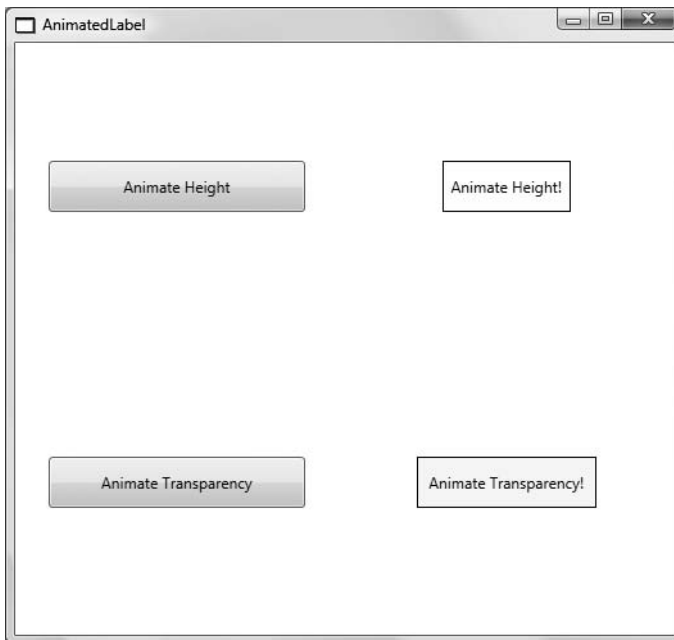 AnimatedLabel
Animate Height
Animate Height!
Animate Transparency
Animate Transparency!